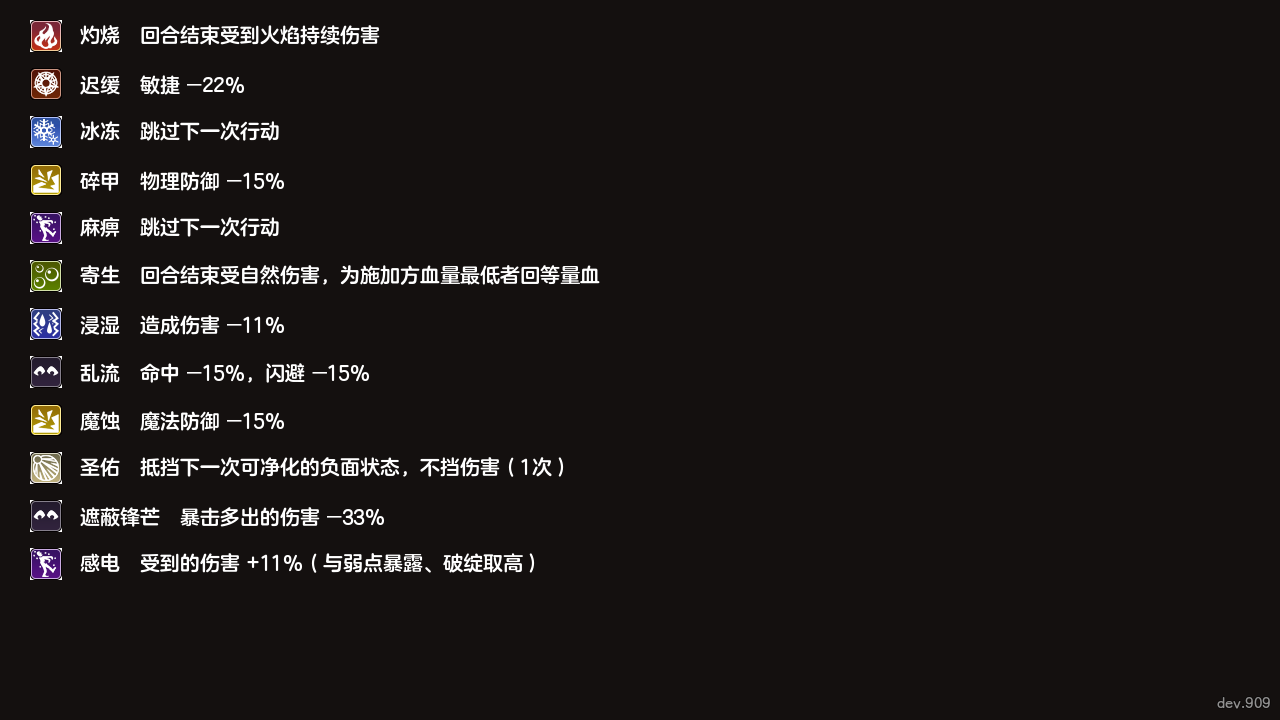 灼烧　回合结束受到火焰持续伤害
迟缓　敏捷 −22%
冰冻　跳过下一次行动
碎甲　物理防御 −15%
麻痹　跳过下一次行动
寄生　回合结束受自然伤害，为施加方血量最低者回等量血
浸湿　造成伤害 −11%
乱流　命中 −15%，闪避 −15%
魔蚀　魔法防御 −15%
圣佑　抵挡下一次可净化的负面状态，不挡伤害（1次）
遮蔽锋芒　暴击多出的伤害 −33%
感电　受到的伤害 +11%（与弱点暴露、破绽取高）
dev.909